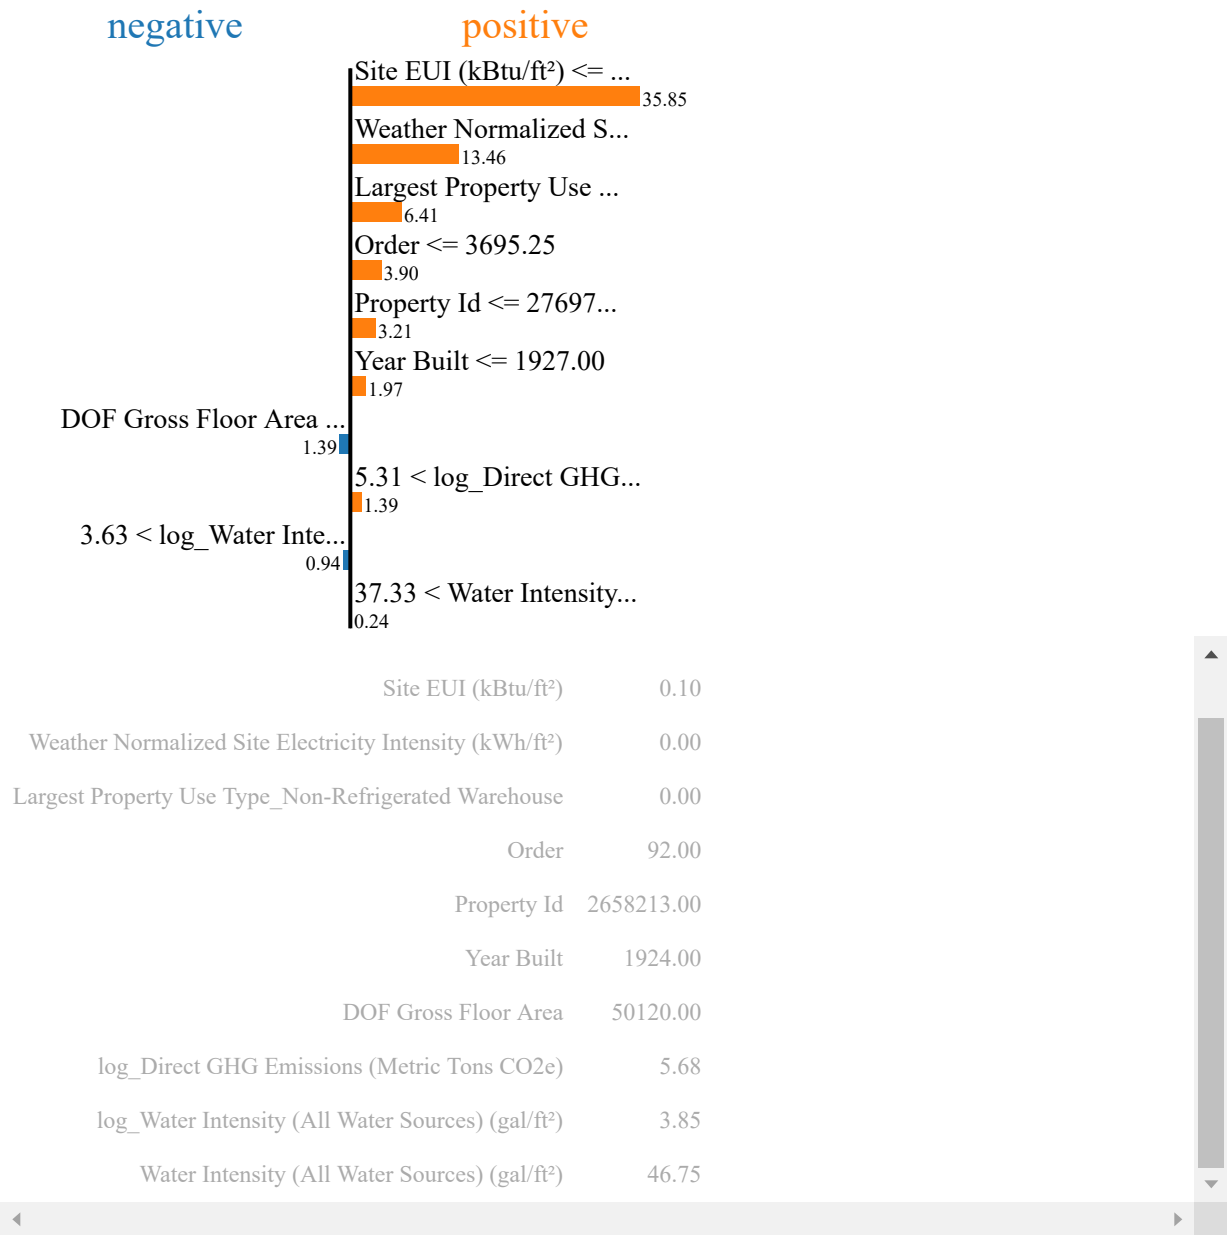 negative positive
Site EUI (kBtu/ft²) <= ...
35.85
Weather Normalized S...
13.46
Largest Property Use ...
6.41
Order <= 3695.25
3.90
Property Id <= 27697...
3.21
Year Built <= 1927.00
1.97
DOF Gross Floor Area ...
1.39
5.31 < log_Direct GHG...
1.39
3.63 < log_Water Inte...
0.94
37.33 < Water Intensity...
0.24
Site EUI (kBtu/ft²) 0.10
Weather Normalized Site Electricity Intensity (kWh/ft²) 0.00
Largest Property Use Type_Non-Refrigerated Warehouse 0.00
Order 92.00
Property Id 2658213.00
Year Built 1924.00
DOF Gross Floor Area 50120.00
log_Direct GHG Emissions (Metric Tons CO2e) 5.68
log_Water Intensity (All Water Sources) (gal/ft²) 3.85
Water Intensity (All Water Sources) (gal/ft²) 46.75